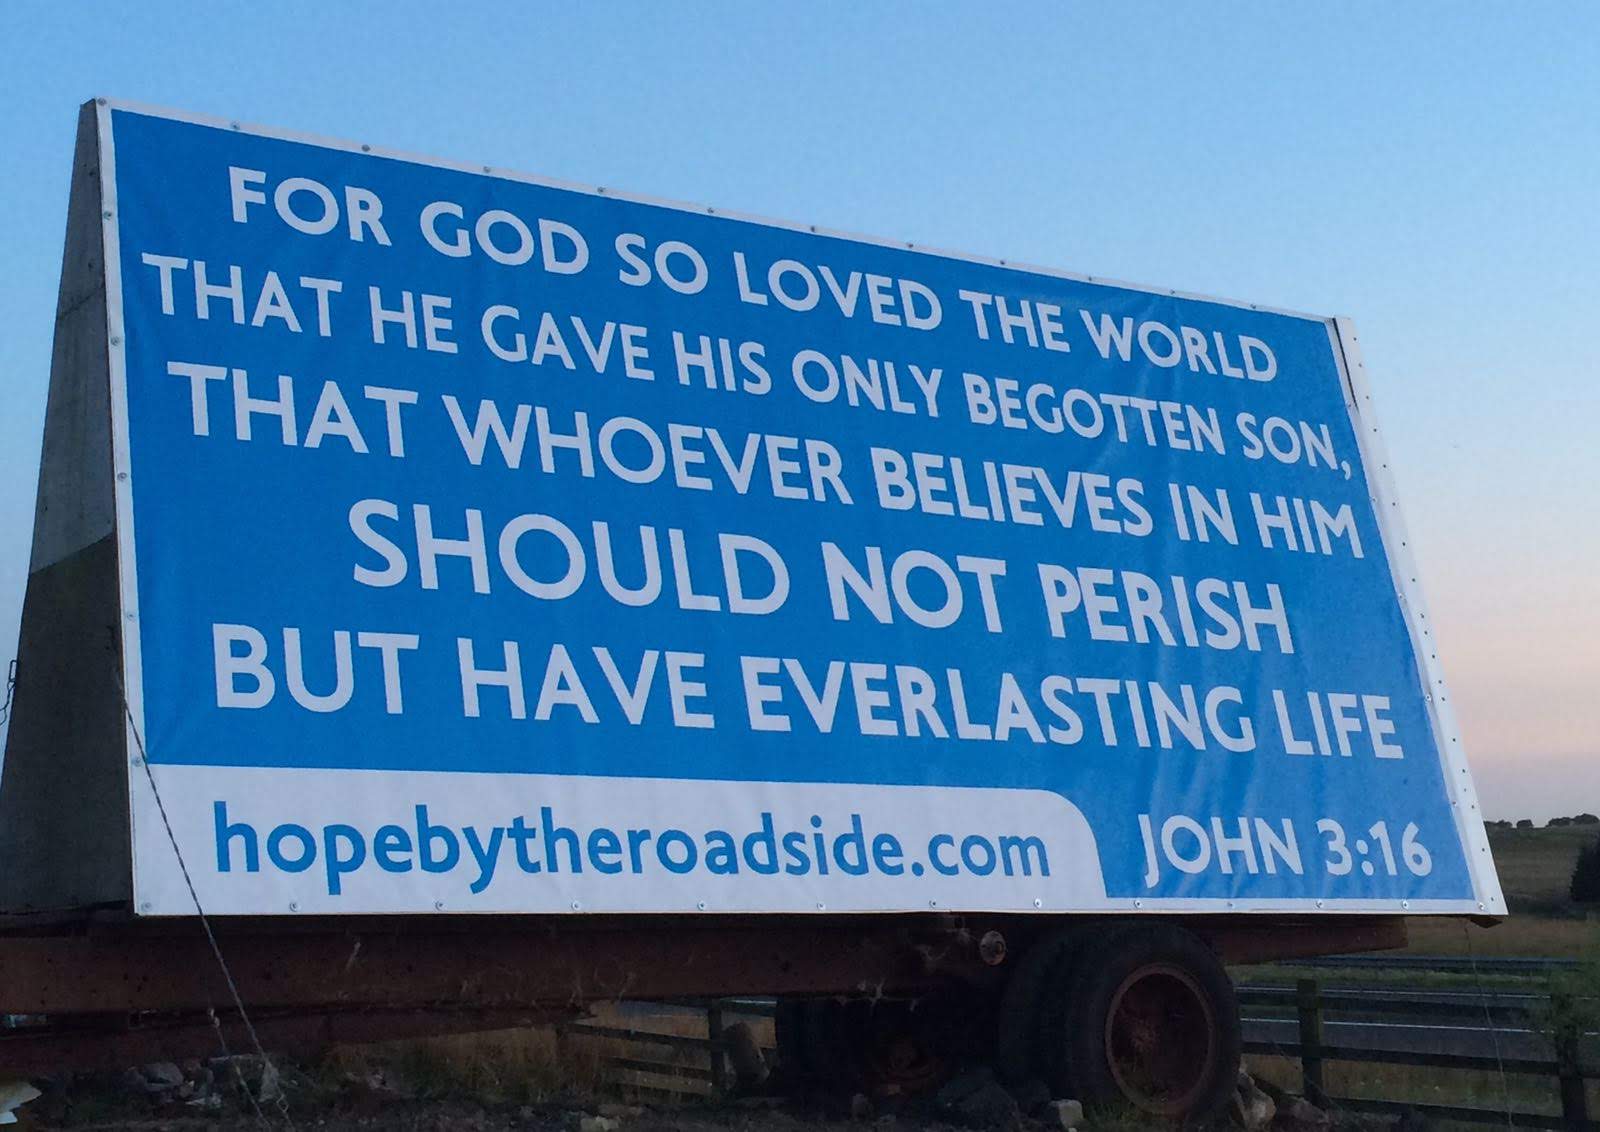 FOR GOD SO LOVED THE WORLD
THAT HE GAVE HIS ONLY BEGOTTEN SON,
THAT WHOEVER BELIEVES IN HIM
SHOULD NOT PERISH
BUT HAVE EVERLASTING LIFE
hopebytheroadside.com
JOHN 3:16